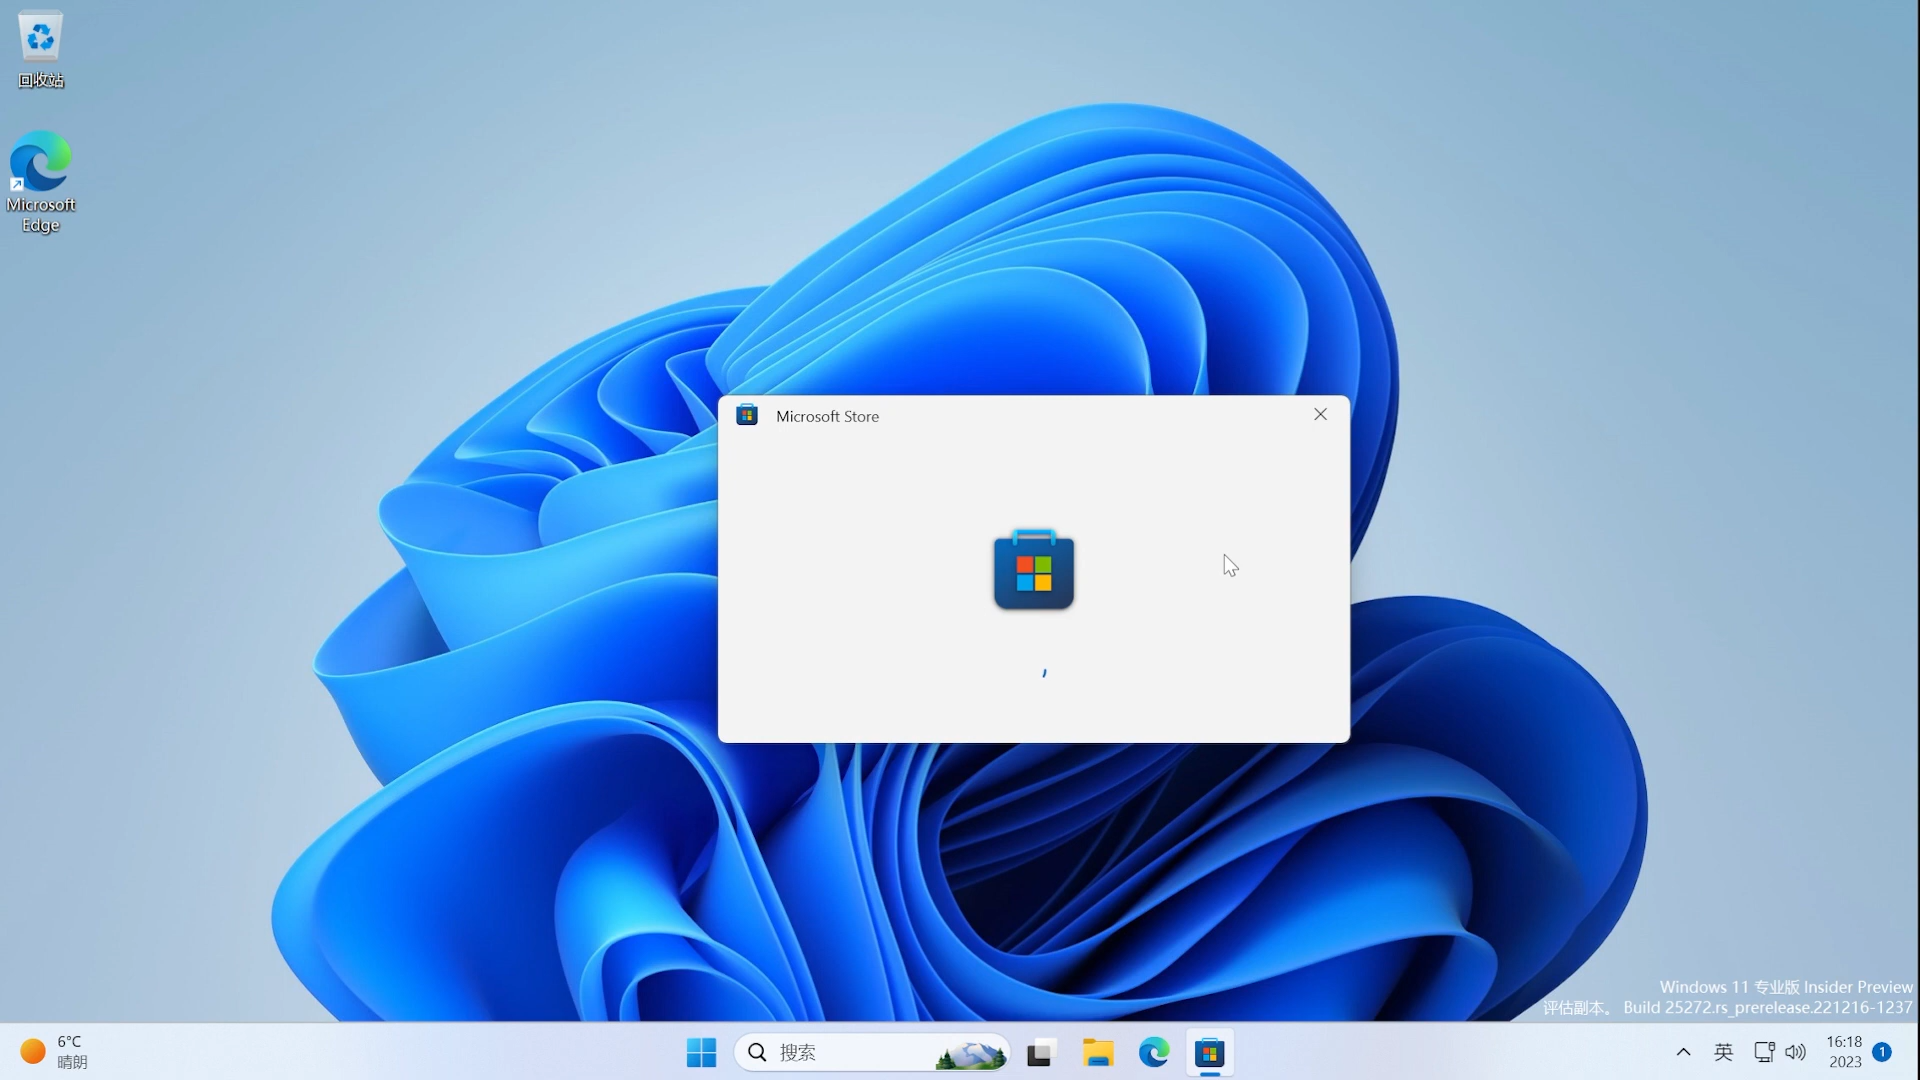 回收站
Microsoft
Edge
Microsoft Store
Windows 11 专业版 Insider Preview
评估副本。 Build 25272.rs_prerelease.221216-1237
6°C
晴朗
搜索
英
16:18
2023
1